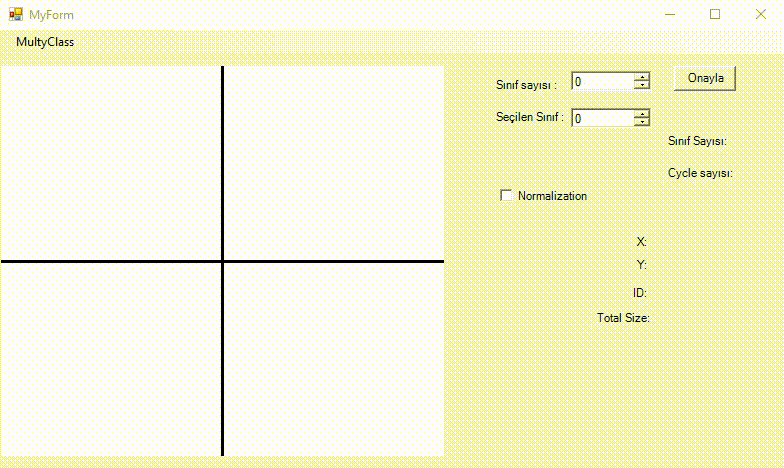 MyForm
MultyClass
Sınıf sayısı :
0
Onayla
Seçilen Sınıf :
0
Sınıf Sayısı:
Cycle sayısı:
Normalization
X:
Y:
ID:
Total Size: